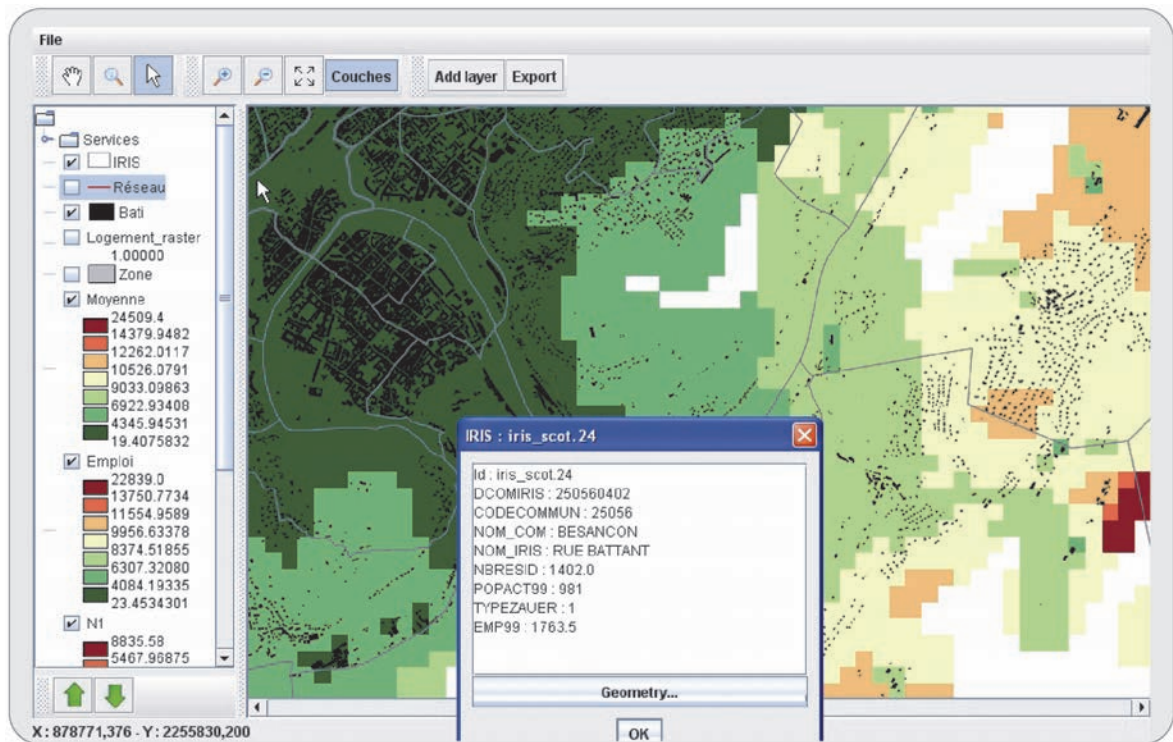 File
Couches
Add layer
Export
Services
IRIS
Réseau
Bati
Logement_raster
1.00000
Zone
Moyenne
24509.4
14379.9482
12262.0117
10526.0791
9033.09863
6922.93408
4345.94531
19.4075832
Emploi
22839.0
13750.7734
11554.9589
9956.63378
8374.51855
6307.32080
4084.19335
23.4534301
N1
8835.58
5467.96875
IRIS : iris_scot.24
Id : iris_scot.24
DCOMIRIS : 250560402
CODECOMMUN : 25056
NOM_COM : BESANCON
NOM_IRIS : RUE BATTANT
NBRESID : 1402.0
POPACT99 : 981
TYPEZAUER : 1
EMP99 : 1763.5
Geometry...
OK
X : 878771,376 - Y : 2255830,200